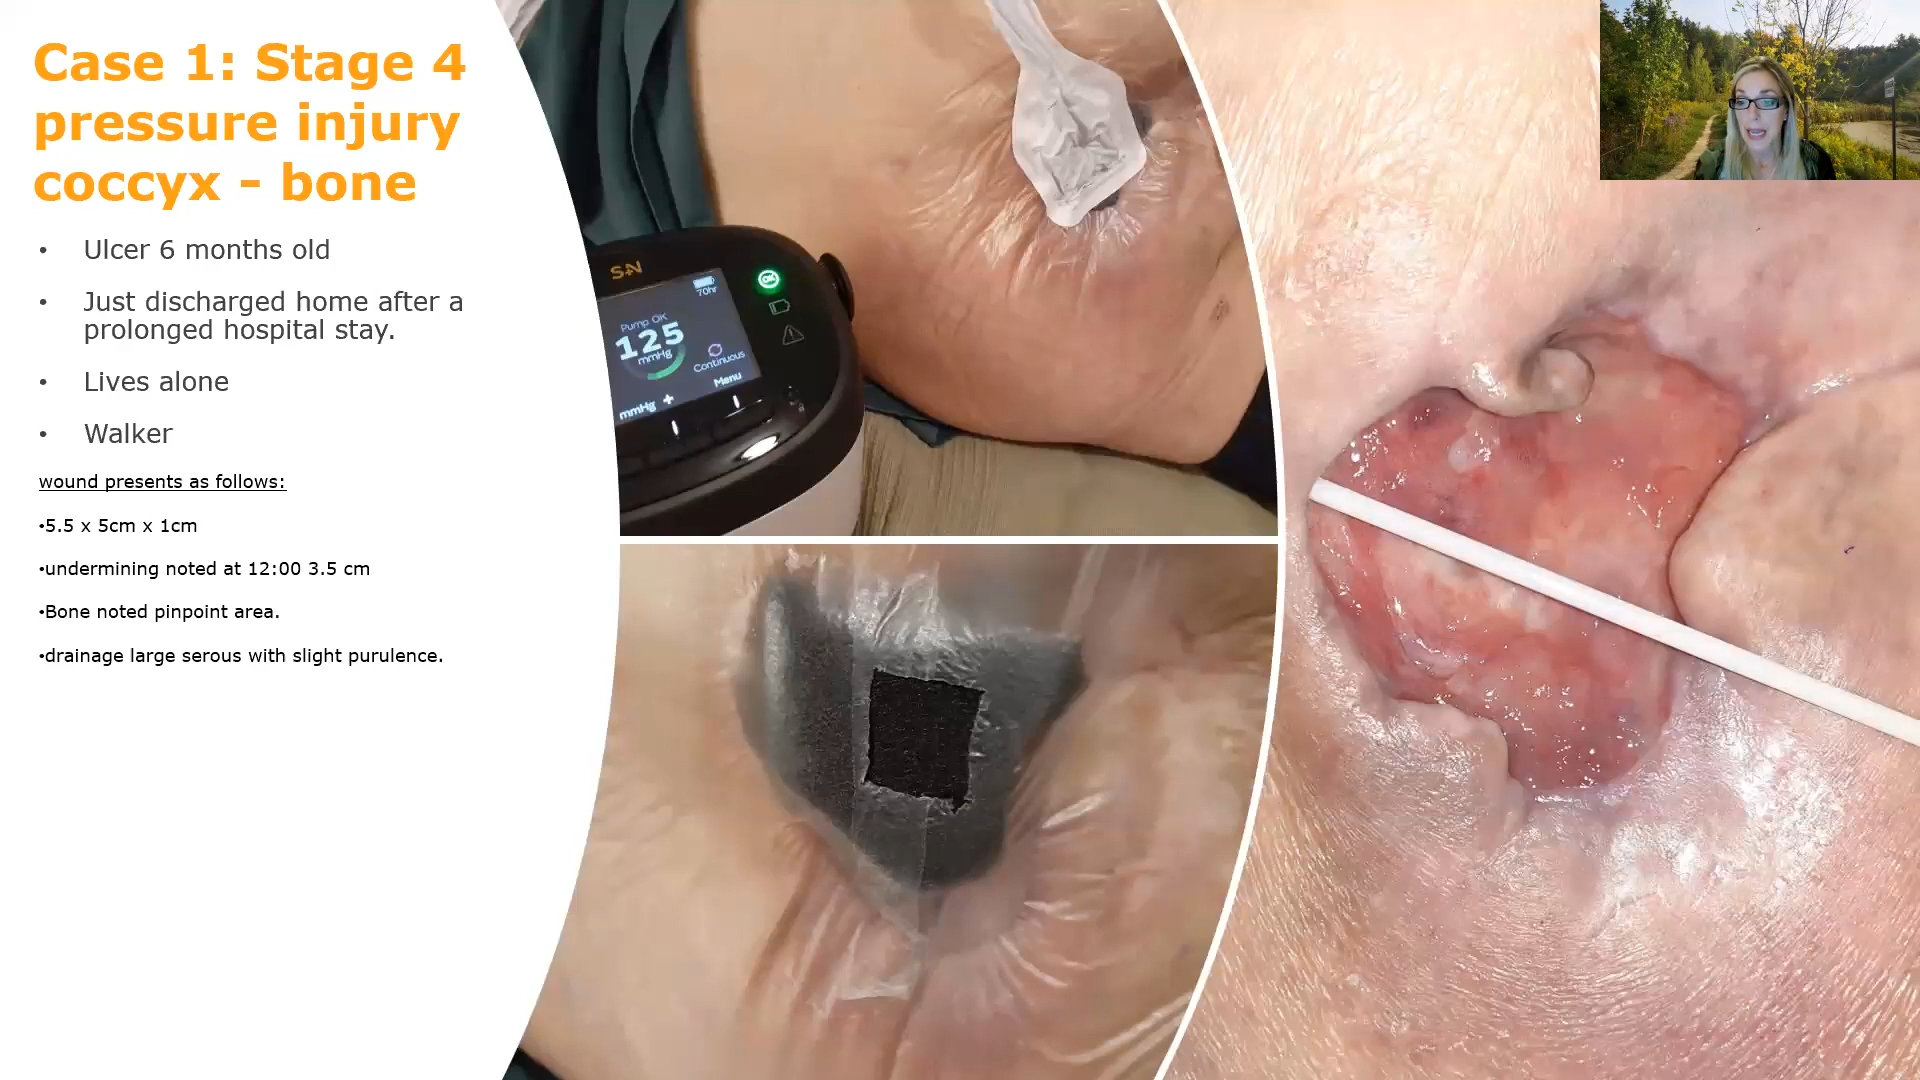 Case 1: Stage 4
pressure injury
coccyx - bone
• Ulcer 6 months old
• Just discharged home after a
prolonged hospital stay.
• Lives alone
• Walker
wound presents as follows:
•5.5 x 5cm x 1cm
•undermining noted at 12:00 3.5 cm
•Bone noted pinpoint area.
•drainage large serous with slight purulence.
S+N
70hr
Pump OK
125
mmHg
Continuous
Menu
mmHg +
OK